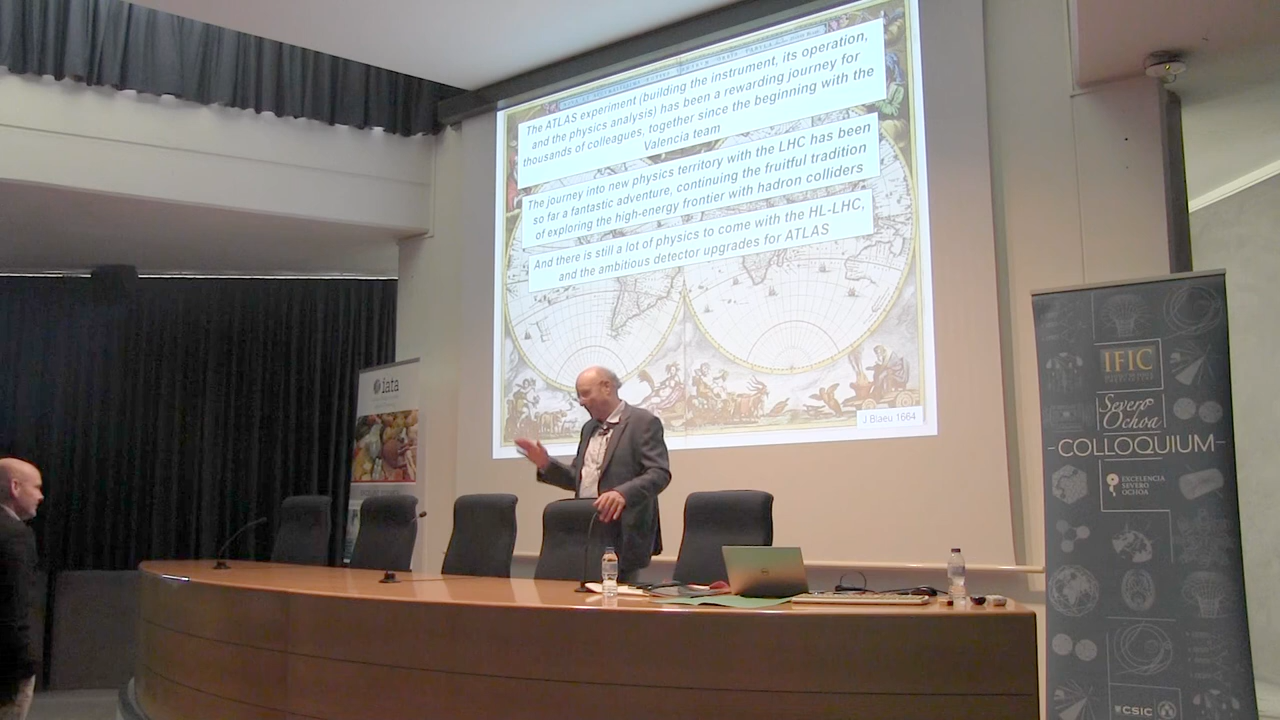 The ATLAS experiment (building the instrument, its operation,
and the physics analysis) has been a rewarding journey for
thousands of colleagues, together since the beginning with the
Valencia team
The journey into new physics territory with the LHC has been
so far a fantastic adventure, continuing the fruitful tradition
of exploring the high-energy frontier with hadron colliders
And there is still a lot of physics to come with the HL-LHC,
and the ambitious detector upgrades for ATLAS
J Blaeu 1664
iata
IFIC
Severo
Ochoa
COLLOQUIUM
EXCELENCIA
SEVERO
OCHOA
CSIC